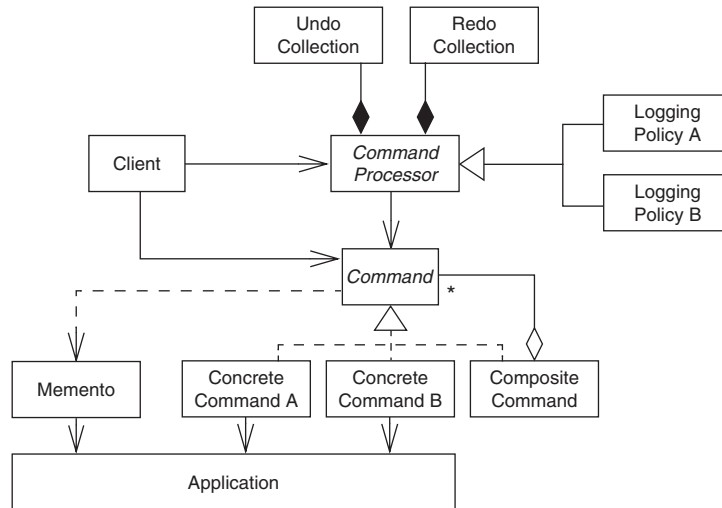 Undo
Collection
Redo
Collection
Logging
Policy A
Client
Command
Processor
Logging
Policy B
Command
*
Memento
Concrete
Command A
Concrete
Command B
Composite
Command
Application